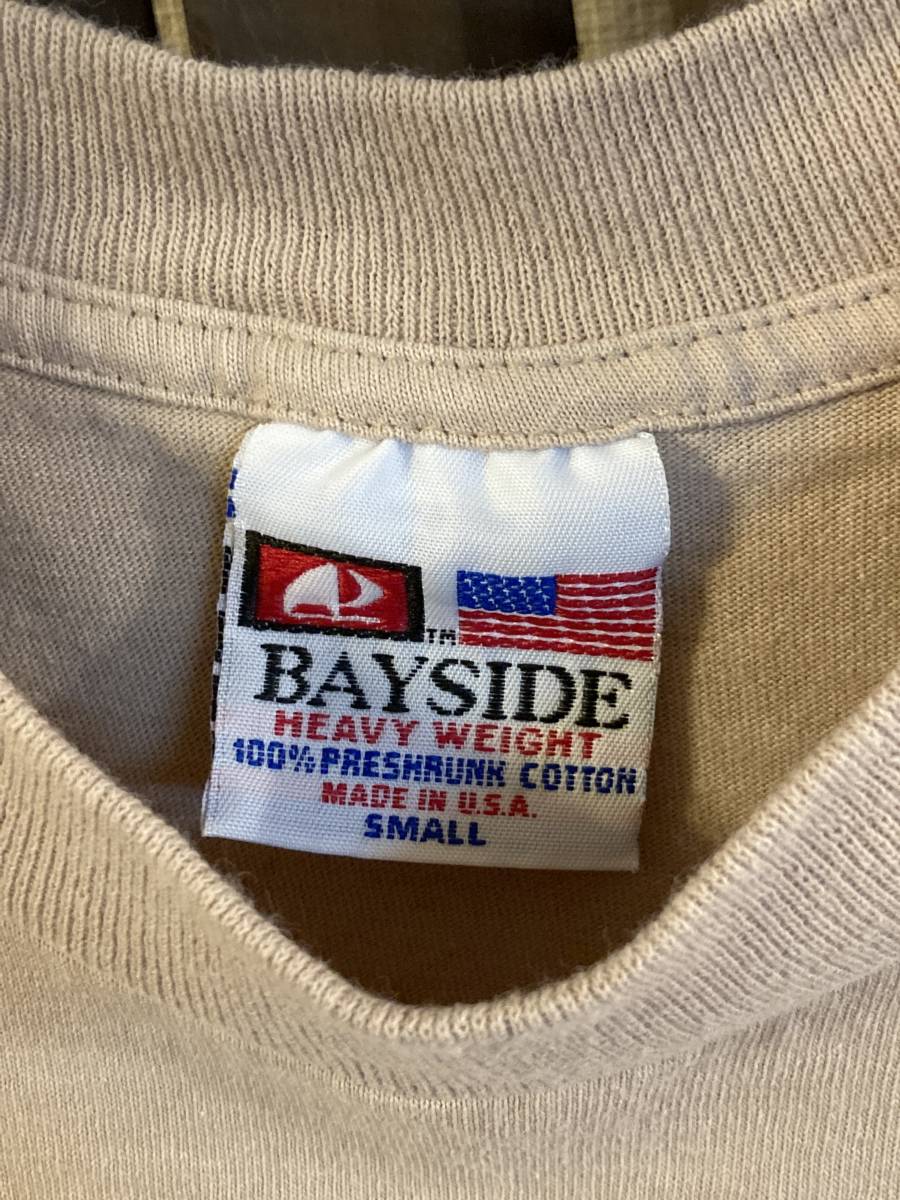 TM
BAYSIDE
HEAVY WEIGHT
100% PRESHRUNK COTTON
MADE IN U.S.A.
SMALL